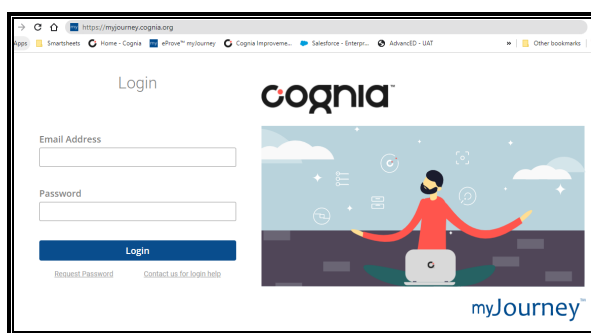 https://myjourney.cognia.org
Apps Smartsheets Home - Cognia eProve™ myJourney Cognia Improveme... Salesforce - Enterpr... AdvancED - UAT » Other bookmarks
Login
cognia™
Email Address
Password
Login
Request Password Contact us for login help
myJourney™